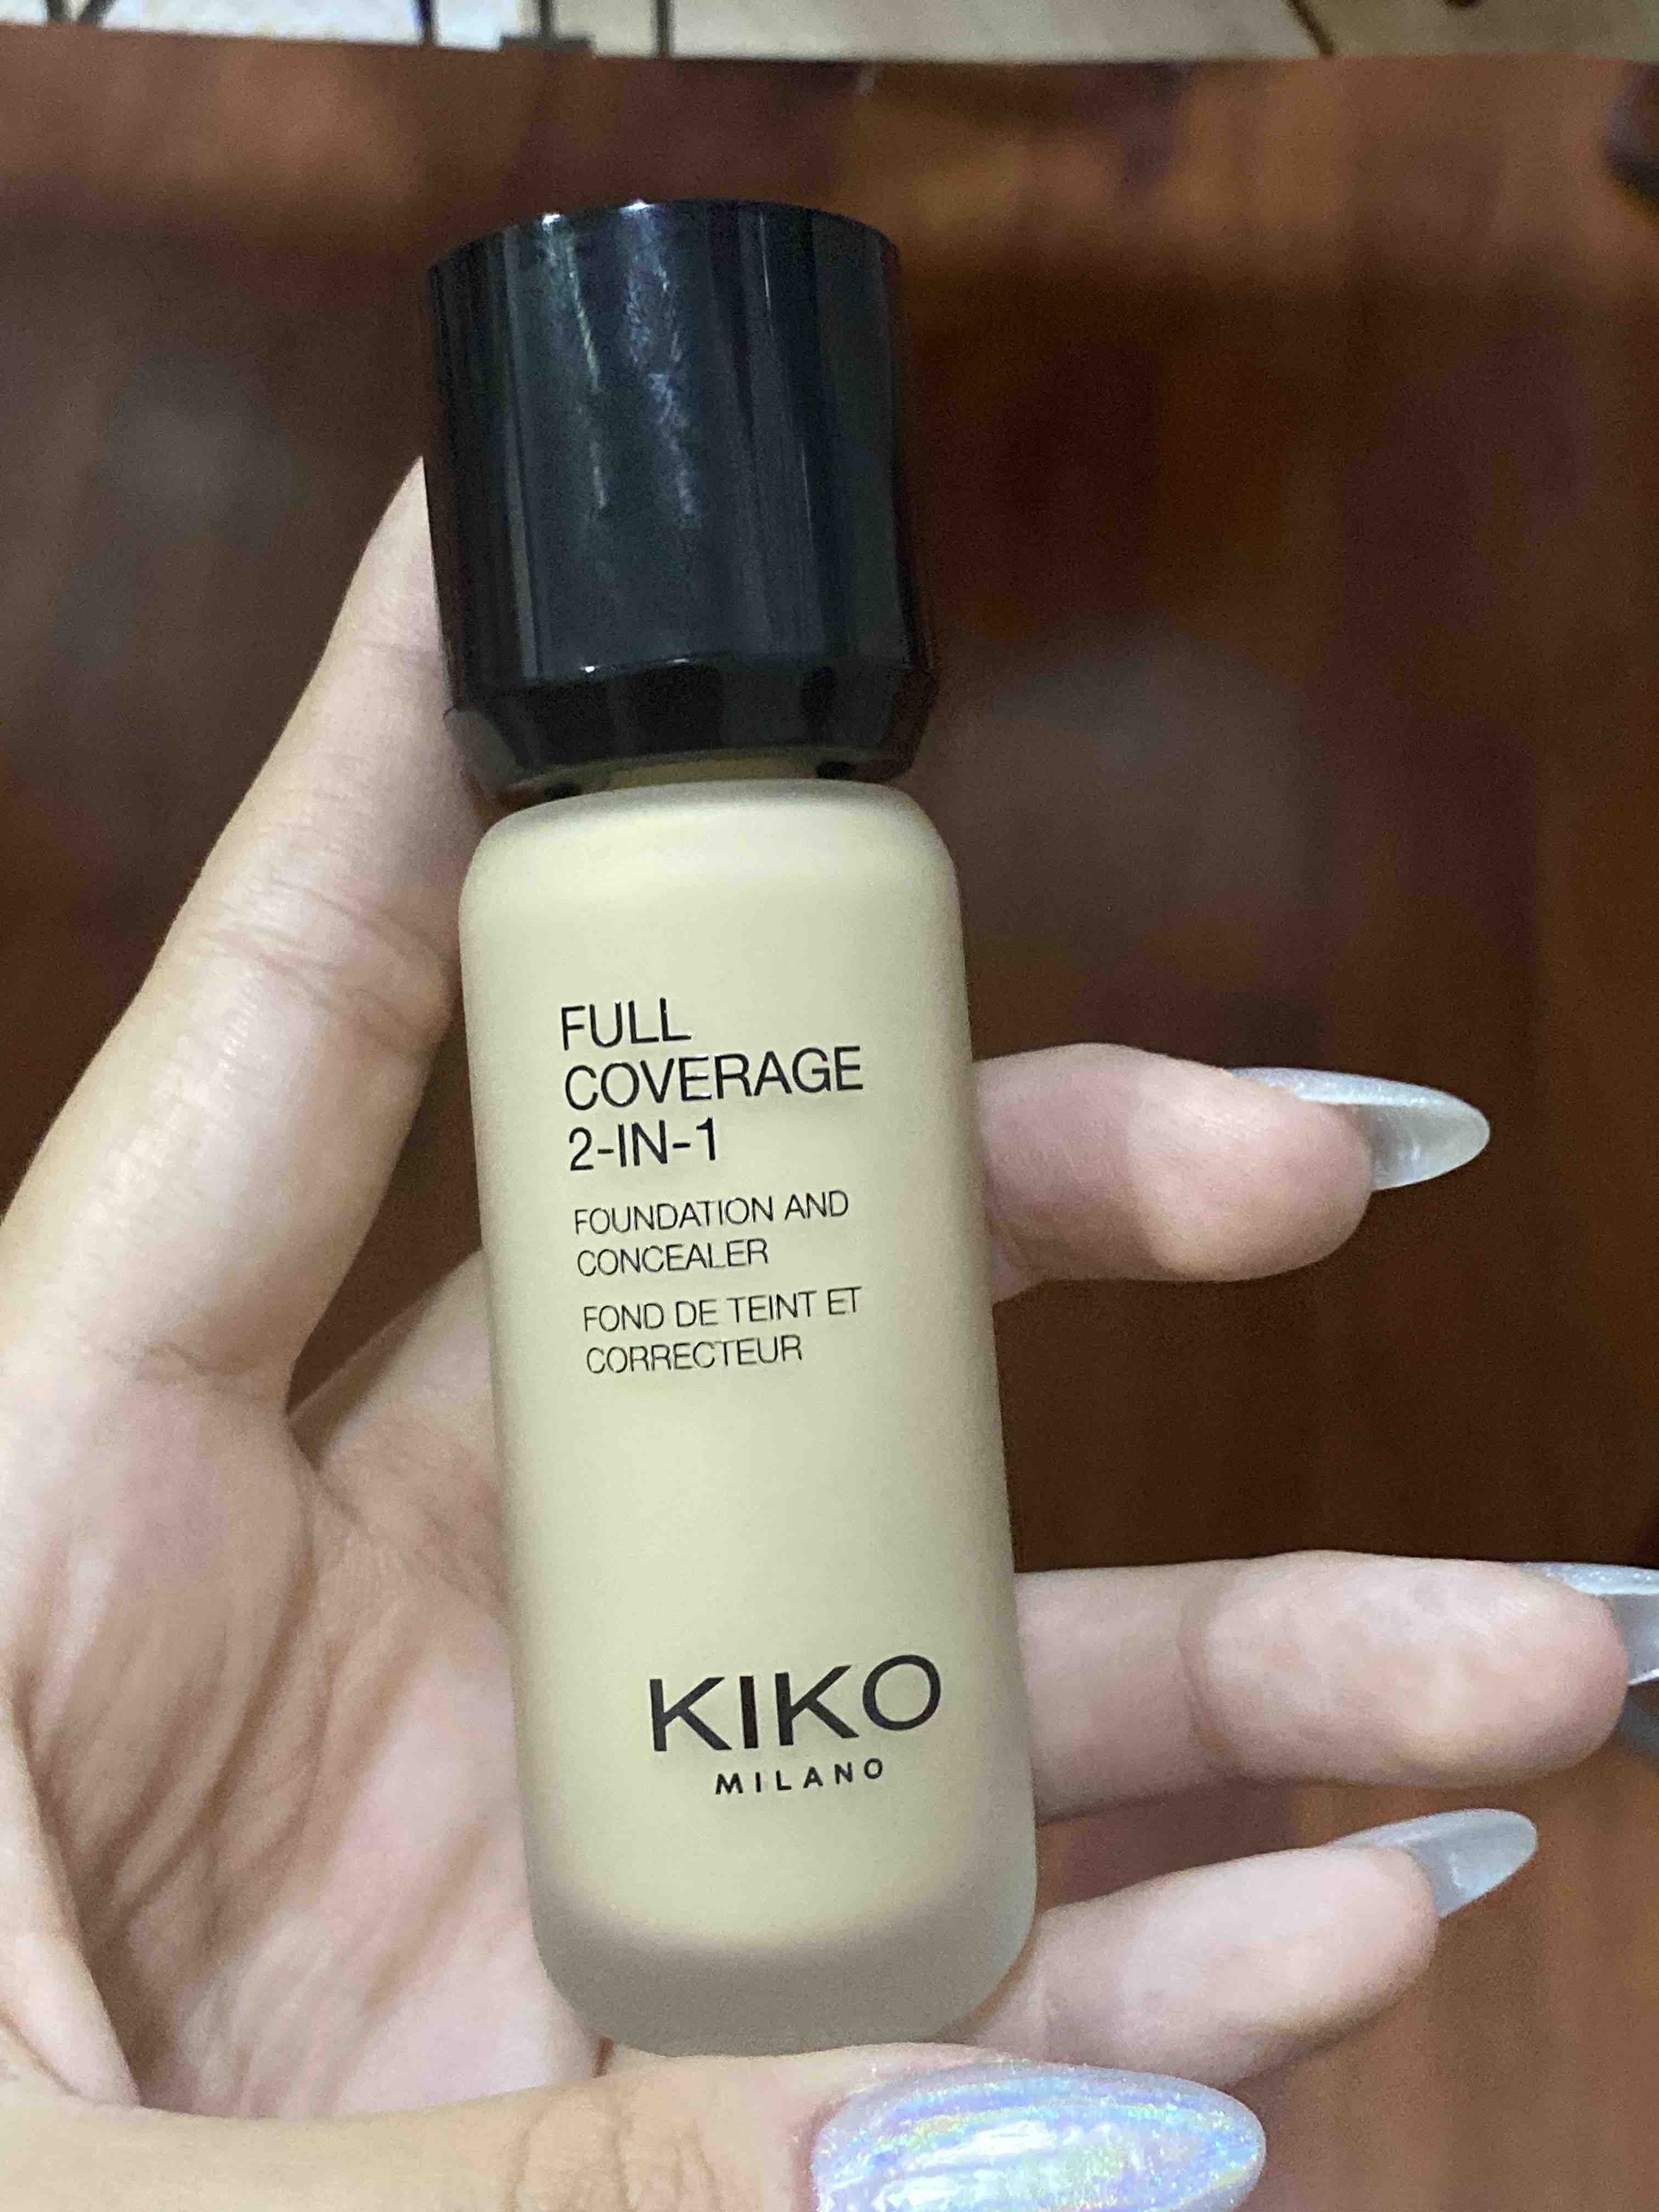 FULL
COVERAGE
2-IN-1
FOUNDATION AND
CONCEALER
FOND DE TEINT ET
CORRECTEUR
KIKO
MILANO